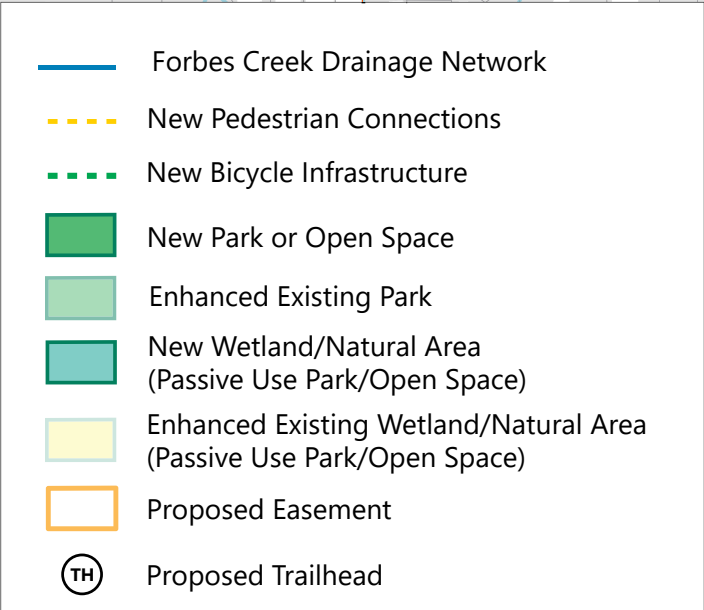 Forbes Creek Drainage Network
New Pedestrian Connections
New Bicycle Infrastructure
New Park or Open Space
Enhanced Existing Park
New Wetland/Natural Area
(Passive Use Park/Open Space)
Enhanced Existing Wetland/Natural Area
(Passive Use Park/Open Space)
Proposed Easement
TH Proposed Trailhead